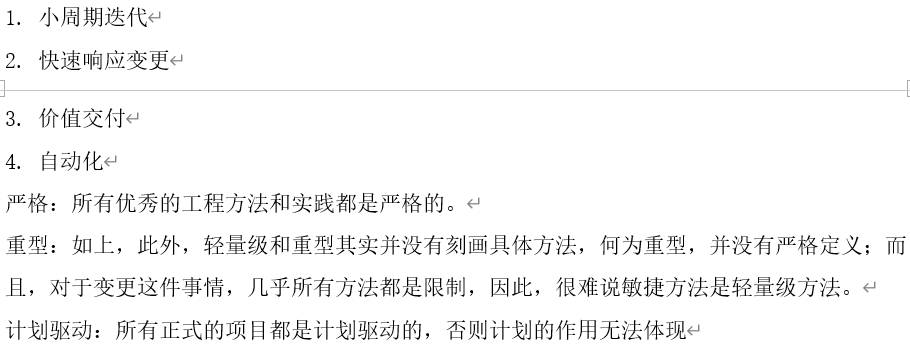 1. 小周期迭代
2. 快速响应变更
3. 价值交付
4. 自动化
严格：所有优秀的工程方法和实践都是严格的。
重型：如上，此外，轻量级和重型其实并没有刻画具体方法，何为重型，并没有严格定义；而
且，对于变更这件事情，几乎所有方法都是限制，因此，很难说敏捷方法是轻量级方法。
计划驱动：所有正式的项目都是计划驱动的，否则计划的作用无法体现